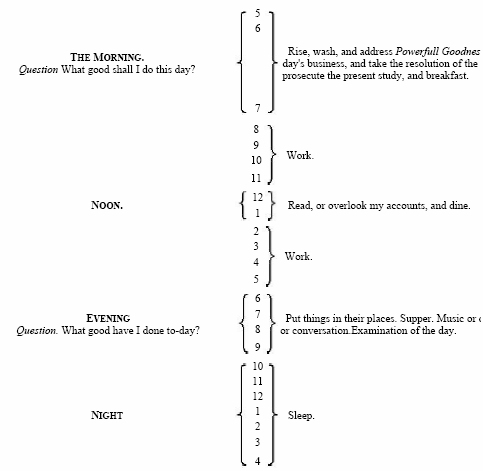 5
6
THE MORNING.
Question What good shall I do this day?
Rise, wash, and address Powerfull Goodnes
day's business, and take the resolution of the
prosecute the present study, and breakfast.
7
8
9
10
11
Work.
NOON.
12
1
Read, or overlook my accounts, and dine.
2
3
4
5
Work.
EVENING
Question. What good have I done to-day?
6
7
8
9
Put things in their places. Supper. Music or
or conversation.Examination of the day.
NIGHT
10
11
12
1
2
3
4
Sleep.